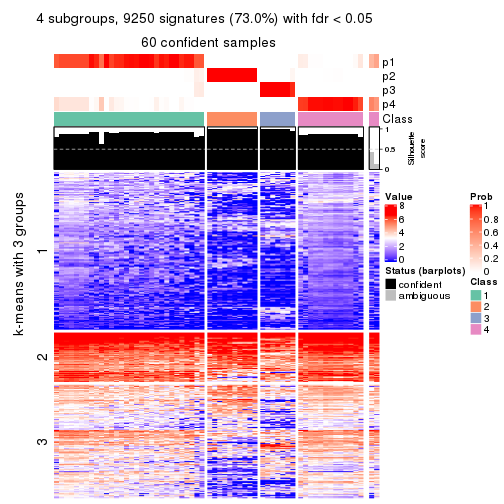 4 subgroups, 9250 signatures (73.0%) with fdr < 0.05
60 confident samples
p1
p2
p3
p4
Class
1
0.5
0
Silhouette
score
k-means with 3 groups
1
2
3
Value
8
6
4
2
0
Status (barplots)
confident
ambiguous
Prob
1
0.8
0.6
0.4
0.2
0
Class
1
2
3
4